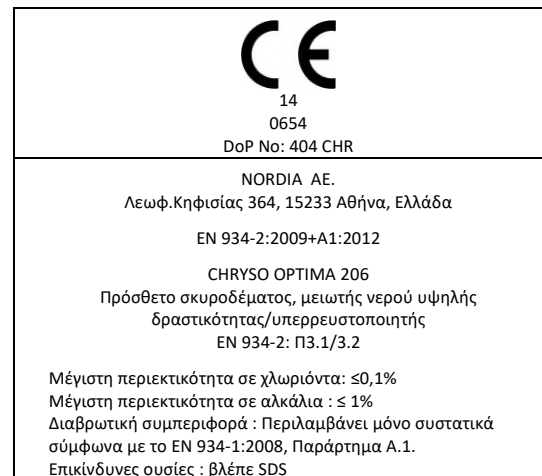 CE
14
0654
DoP No: 404 CHR
NORDIA AE.
Λεωφ.Κηφισίας 364, 15233 Αθήνα, Ελλάδα
EN 934-2:2009+A1:2012
CHRYSO OPTIMA 206
Πρόσθετο σκυροδέματος, μειωτής νερού υψηλής
δραστικότητας/υπερρευστοποιητής
EN 934-2: Π3.1/3.2
Μέγιστη περιεκτικότητα σε χλωριόντα: ≤0,1%
Μέγιστη περιεκτικότητα σε αλκάλια : ≤ 1%
Διαβρωτική συμπεριφορά : Περιλαμβάνει μόνο συστατικά
σύμφωνα με το EN 934-1:2008, Παράρτημα Α.1.
Επικίνδυνες ουσίες : βλέπε SDS